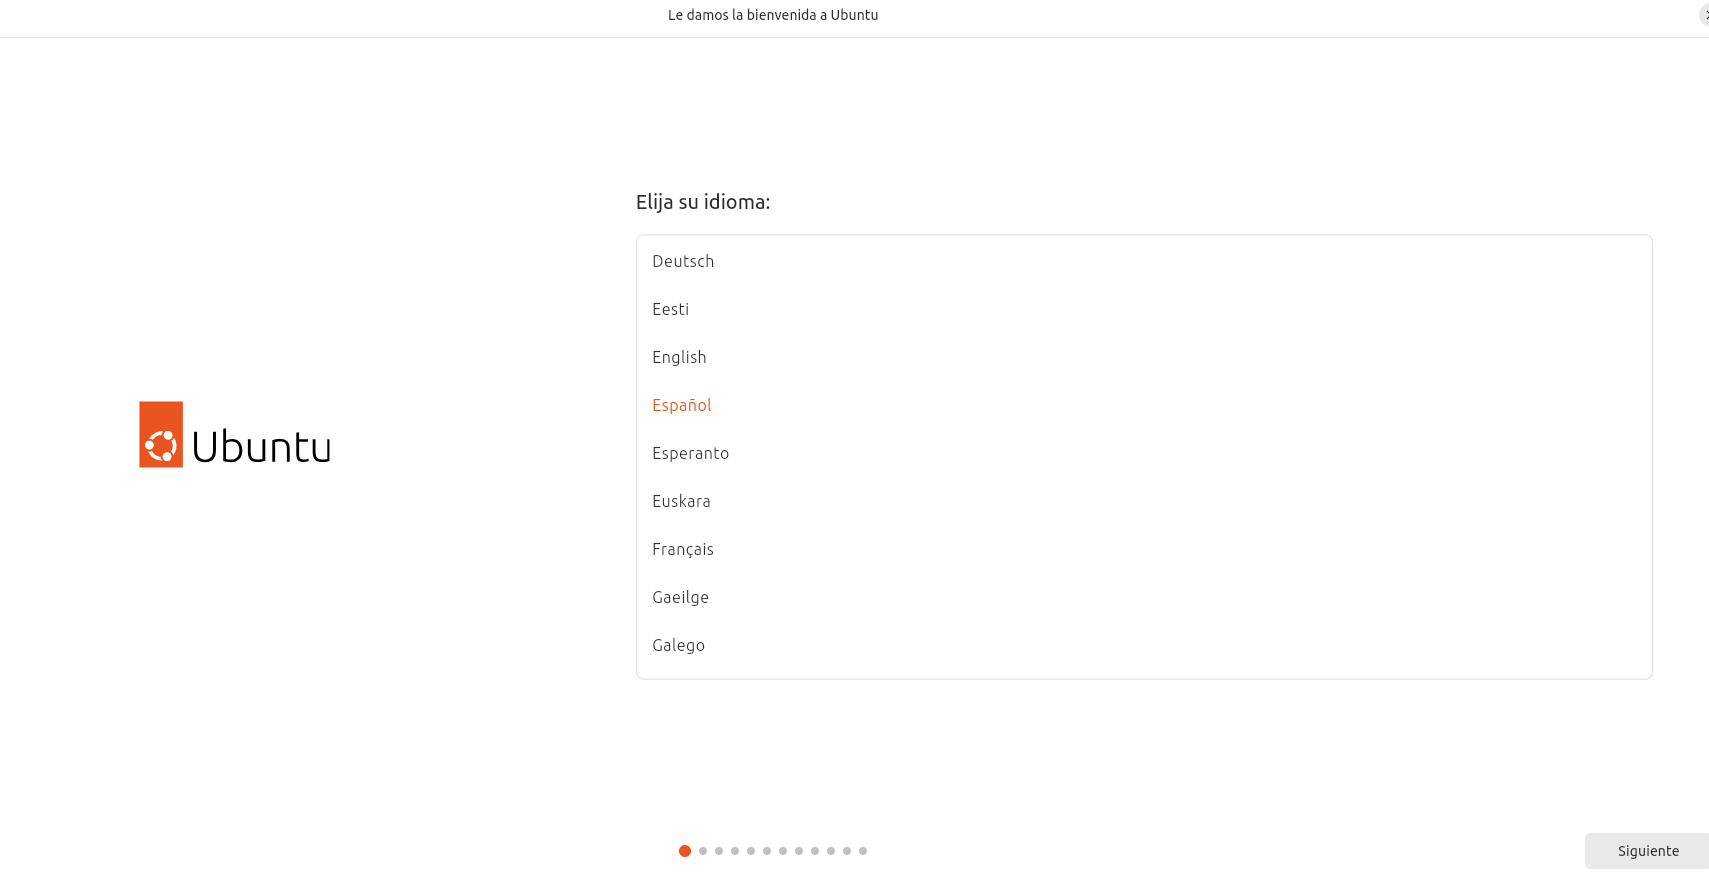 Le damos la bienvenida a Ubuntu
Elija su idioma:
Deutsch
Eesti
English
Español
Esperanto
Euskara
Français
Gaeilge
Galego
Ubuntu
Siguiente